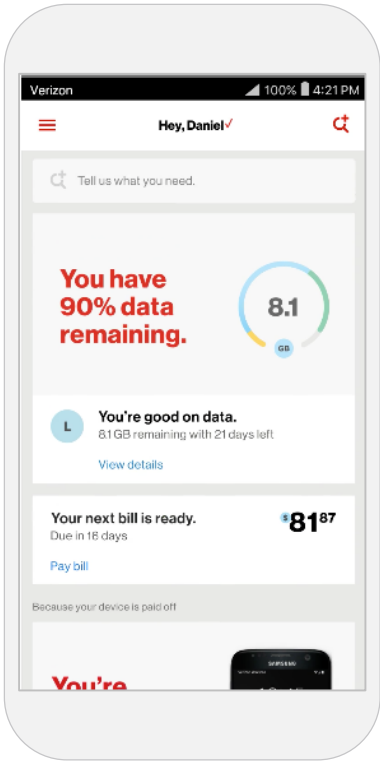 Verizon 100% 4:21 PM
Hey, Daniel✓
Tell us what you need.
You have
90% data
remaining.
8.1
GB
L
You're good on data.
8.1 GB remaining with 21 days left
View details
Your next bill is ready.
$8187
Due in 16 days
Pay bill
Because your device is paid off
You're
SAMSUNG